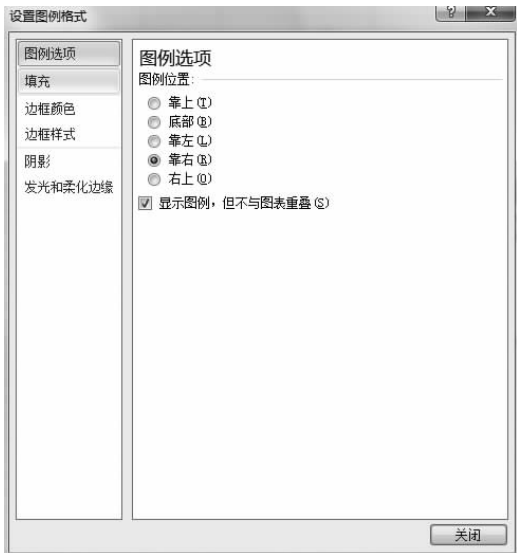 设置图例格式
?
X
图例选项
填充
边框颜色
边框样式
阴影
发光和柔化边缘
图例选项
图例位置:
靠上(T)
底部(B)
靠左(L)
靠右(R)
右上(O)
显示图例，但不与图表重叠(S)
关闭